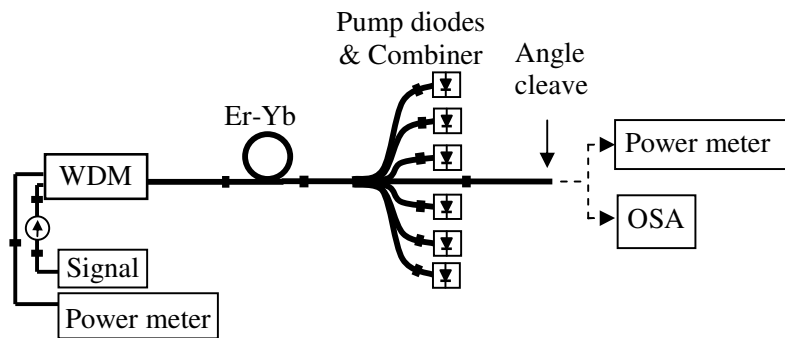 Pump diodes
& Combiner
Angle
cleave
Er-Yb
Power meter
WDM
OSA
Signal
Power meter